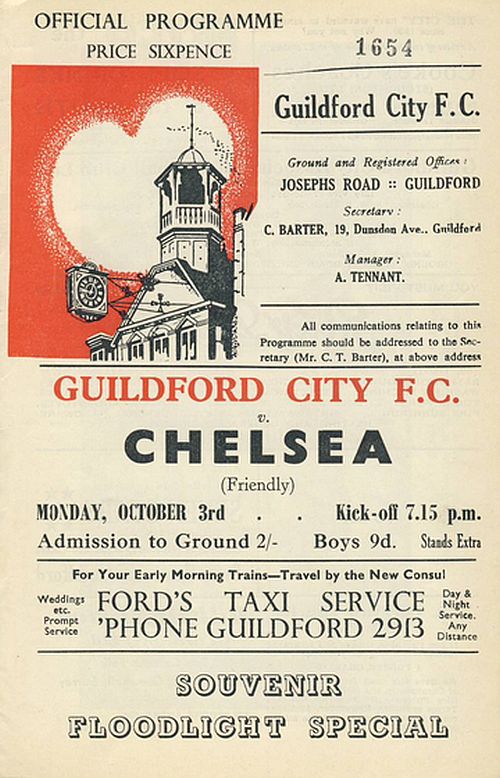 OFFICIAL PROGRAMME
PRICE SIXPENCE
1654
Guildford City F.C.
Ground and Registered Offices :
JOSEPHS ROAD :: GUILDFORD
Secretary :
C. BARTER, 19, Dunsdon Ave., Guildford
Manager :
A. TENNANT.
All communications relating to this
Programme should be addressed to the Sec-
retary (Mr. C. T. Barter), at above address
GUILDFORD CITY F.C.
v.
CHELSEA
(Friendly)
MONDAY, OCTOBER 3rd . . Kick-off 7.15 p.m.
Admission to Ground 2/- Boys 9d. Stands Extra
For Your Early Morning Trains—Travel by the New Consul
Weddings
etc.
Prompt
Service
FORD'S TAXI SERVICE
'PHONE GUILDFORD 2913
Day &
Night
Service.
Any
Distance
SOUVENIR
FLOODLIGHT SPECIAL